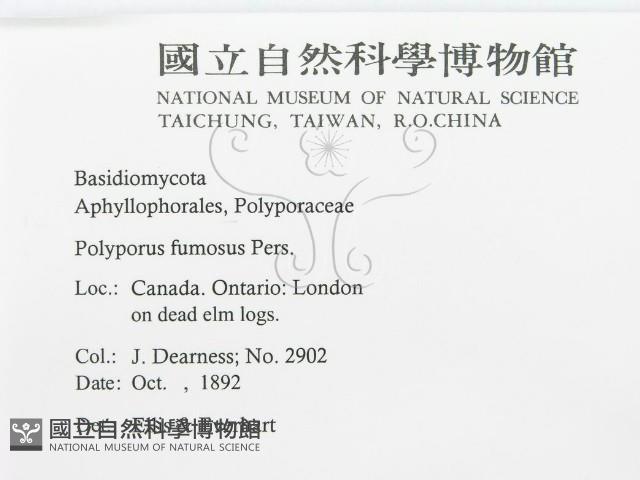 國立自然科學博物館
NATIONAL MUSEUM OF NATURAL SCIENCE
TAICHUNG, TAIWAN, R.O.CHINA
Basidiomycota
Aphyllophorales, Polyporaceae
Polyporus fumosus Pers.
Loc.: Canada. Ontario: London
on dead elm logs.
Col.: J. Dearness; No. 2902
Date: Oct. , 1892
國立自然科學博物館
NATIONAL MUSEUM OF NATURAL SCIENCE